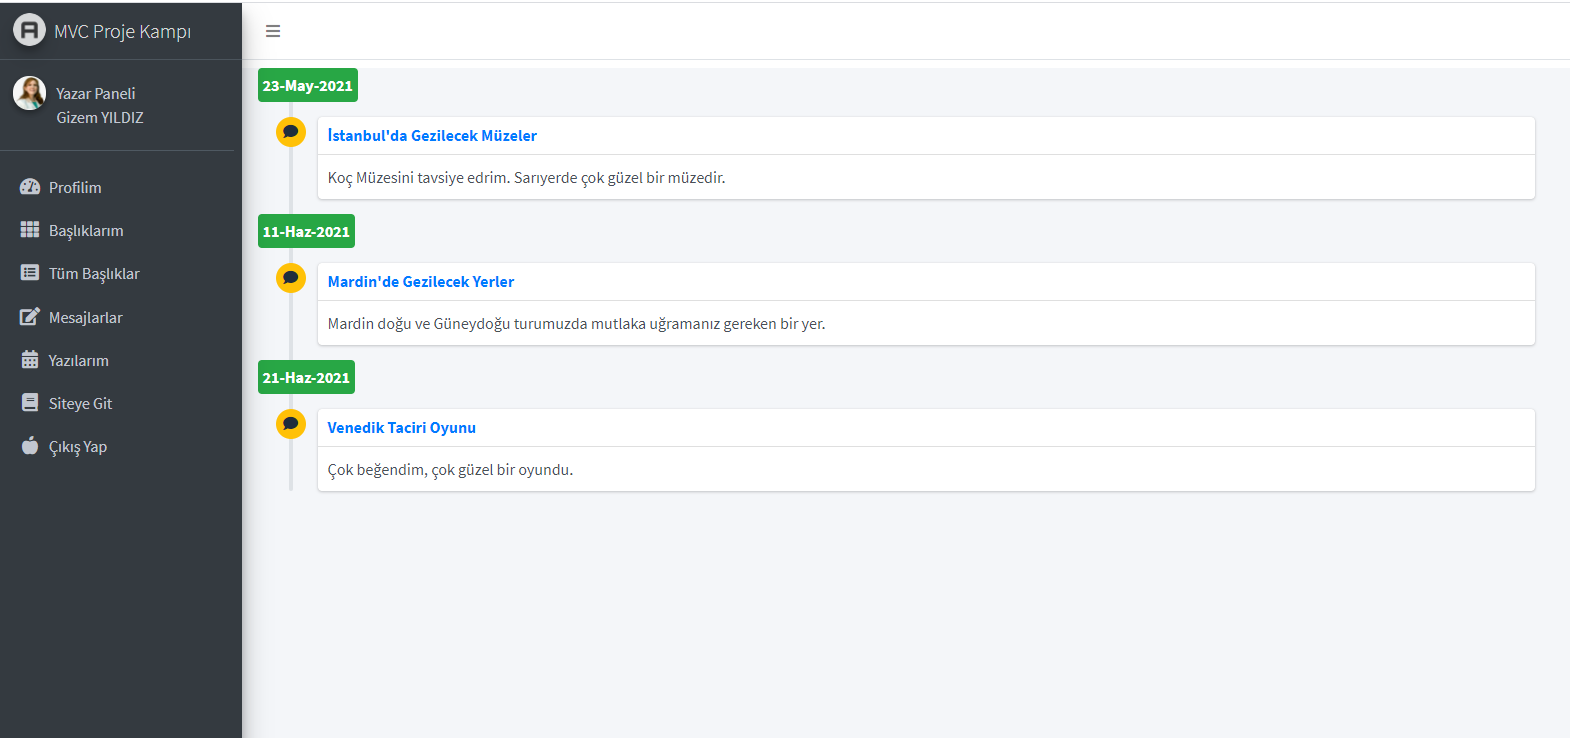 MVC Proje Kampı
Yazar Paneli
Gizem YILDIZ
Profilim
Başlıklarım
Tüm Başlıklar
Mesajlarlar
Yazılarım
Siteye Git
Çıkış Yap
23-May-2021
İstanbul'da Gezilecek Müzeler
Koç Müzesini tavsiye edrim. Sarıyerde çok güzel bir müzedir.
11-Haz-2021
Mardin'de Gezilecek Yerler
Mardin doğu ve Güneydoğu turumuzda mutlaka uğramanız gereken bir yer.
21-Haz-2021
Venedik Taciri Oyunu
Çok beğendim, çok güzel bir oyundu.